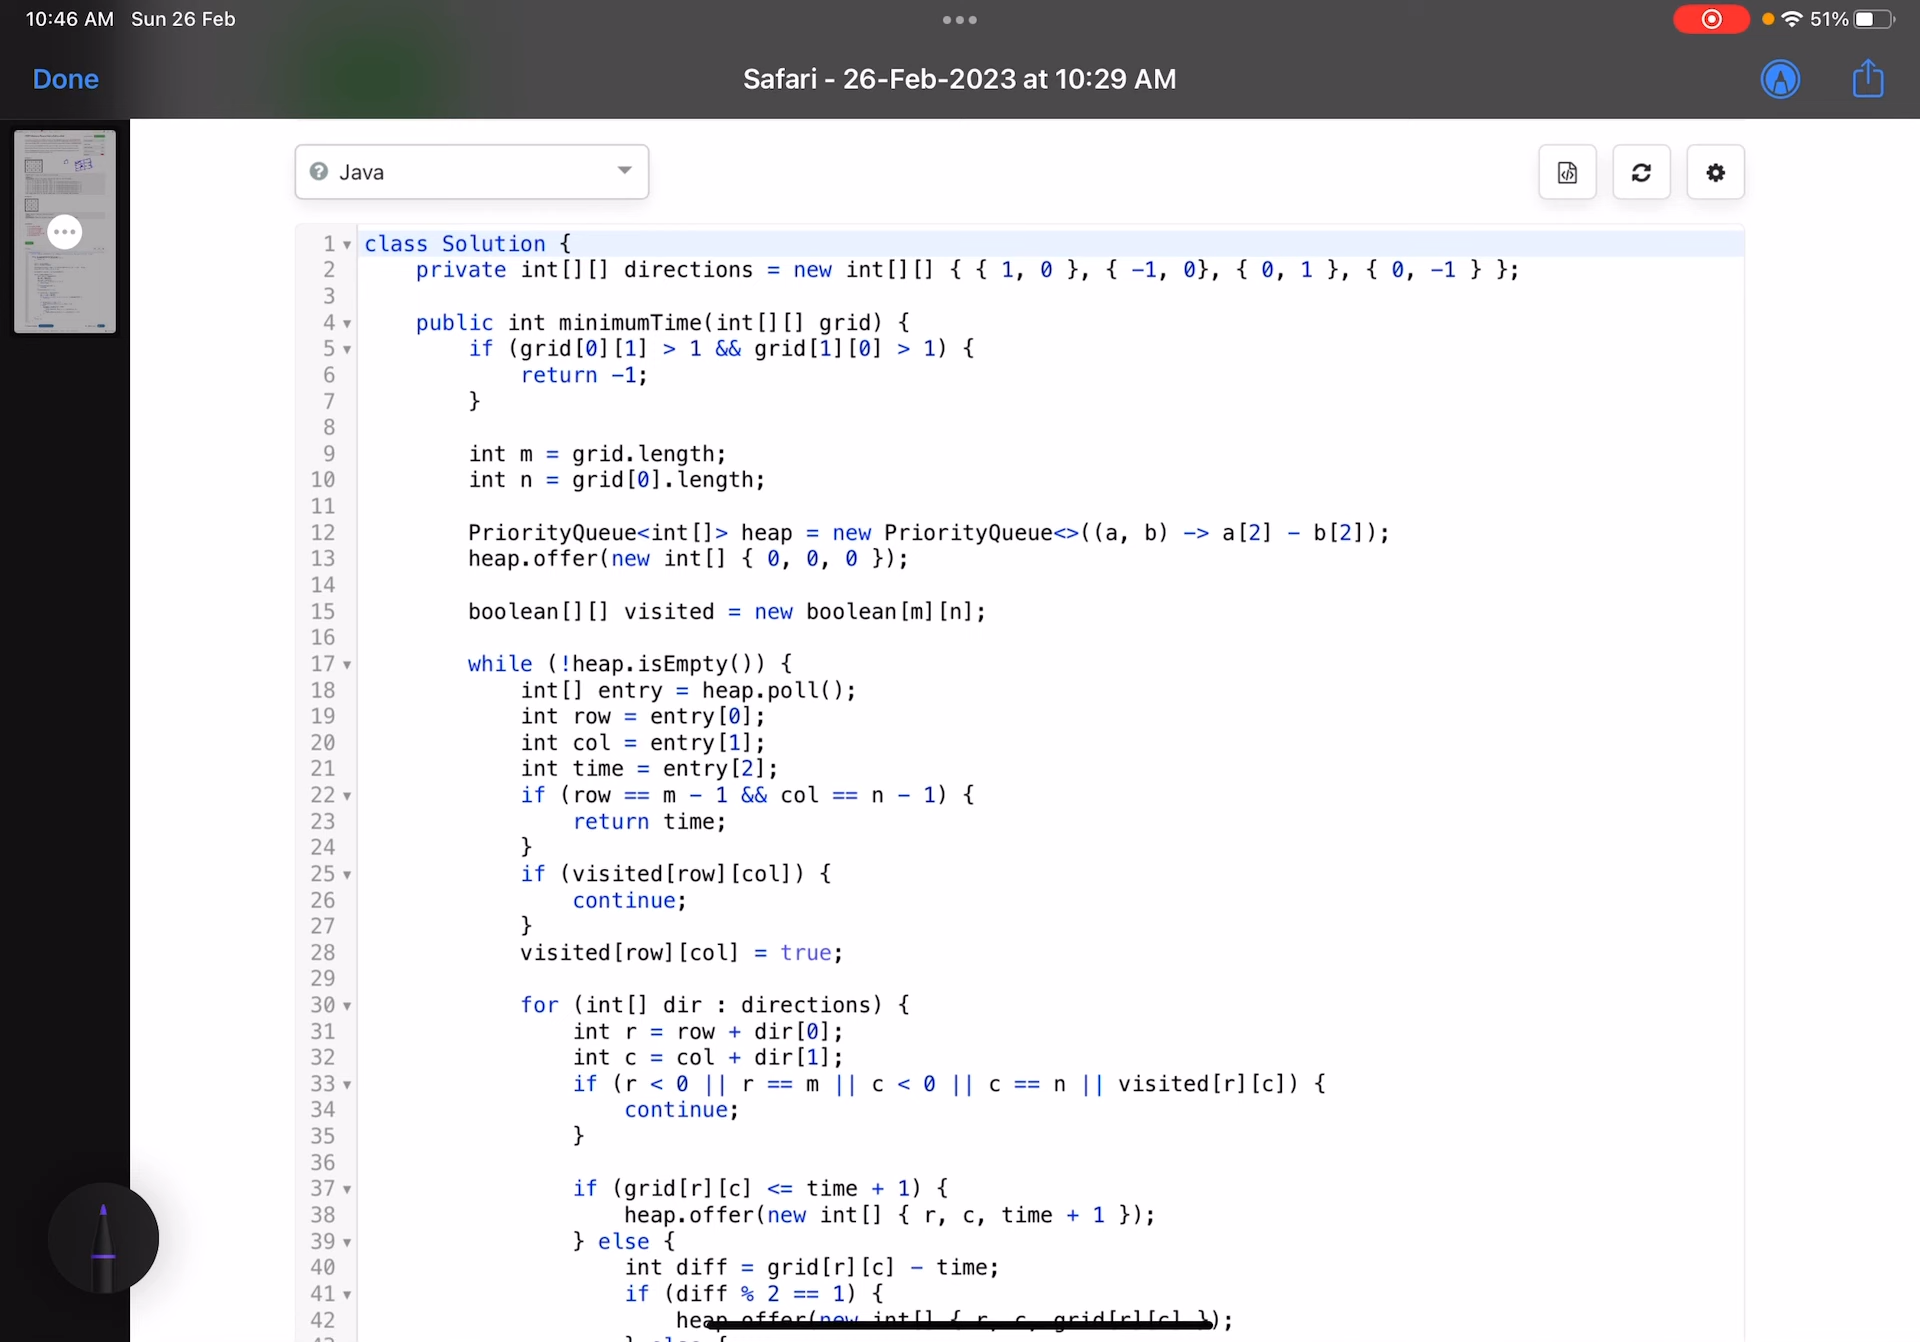 10:46 AM Sun 26 Feb
51%
Done
Safari - 26-Feb-2023 at 10:29 AM
Java
1 class Solution {
2 private int[][] directions = new int[][] { { 1, 0 }, { -1, 0}, { 0, 1 }, { 0, -1 } };
3
4 public int minimumTime(int[][] grid) {
5 if (grid[0][1] > 1 && grid[1][0] > 1) {
6 return -1;
7 }
8
9 int m = grid.length;
10 int n = grid[0].length;
11
12 PriorityQueue<int[]> heap = new PriorityQueue<>((a, b) -> a[2] - b[2]);
13 heap.offer(new int[] { 0, 0, 0 });
14
15 boolean[][] visited = new boolean[m][n];
16
17 while (!heap.isEmpty()) {
18 int[] entry = heap.poll();
19 int row = entry[0];
20 int col = entry[1];
21 int time = entry[2];
22 if (row == m - 1 && col == n - 1) {
23 return time;
24 }
25 if (visited[row][col]) {
26 continue;
27 }
28 visited[row][col] = true;
29
30 for (int[] dir : directions) {
31 int r = row + dir[0];
32 int c = col + dir[1];
33 if (r < 0 || r == m || c < 0 || c == n || visited[r][c]) {
34 continue;
35 }
36
37 if (grid[r][c] <= time + 1) {
38 heap.offer(new int[] { r, c, time + 1 });
39 } else {
40 int diff = grid[r][c] - time;
41 if (diff % 2 == 1) {
42 heap.offer(new int[] { r, c, grid[r][c] });